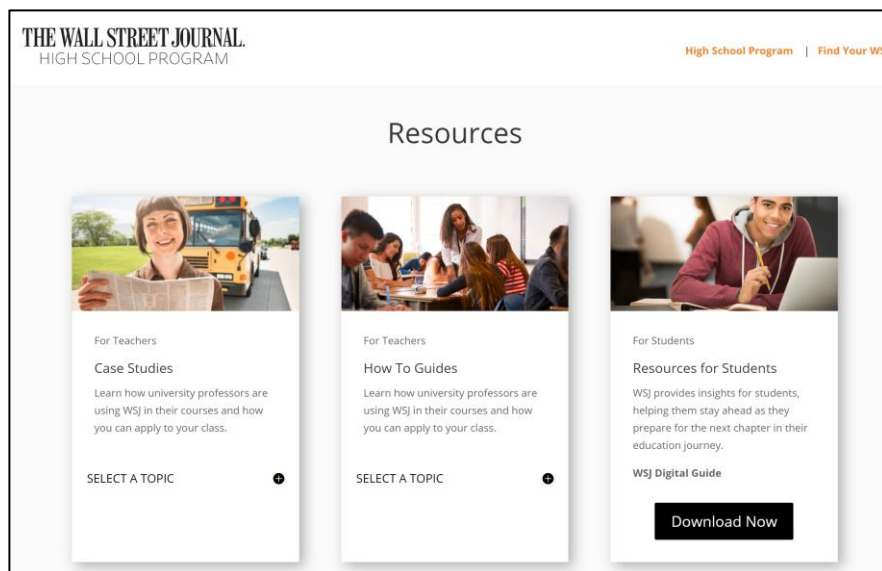 THE WALL STREET JOURNAL.
HIGH SCHOOL PROGRAM
High School Program | Find Your WS
Resources
For Teachers
Case Studies
Learn how university professors are
using WSJ in their courses and how
you can apply to your class.
SELECT A TOPIC
For Teachers
How To Guides
Learn how university professors are
using WSJ in their courses and how
you can apply to your class.
SELECT A TOPIC
For Students
Resources for Students
WSJ provides insights for students,
helping them stay ahead as they
prepare for the next chapter in their
education journey.
WSJ Digital Guide
Download Now